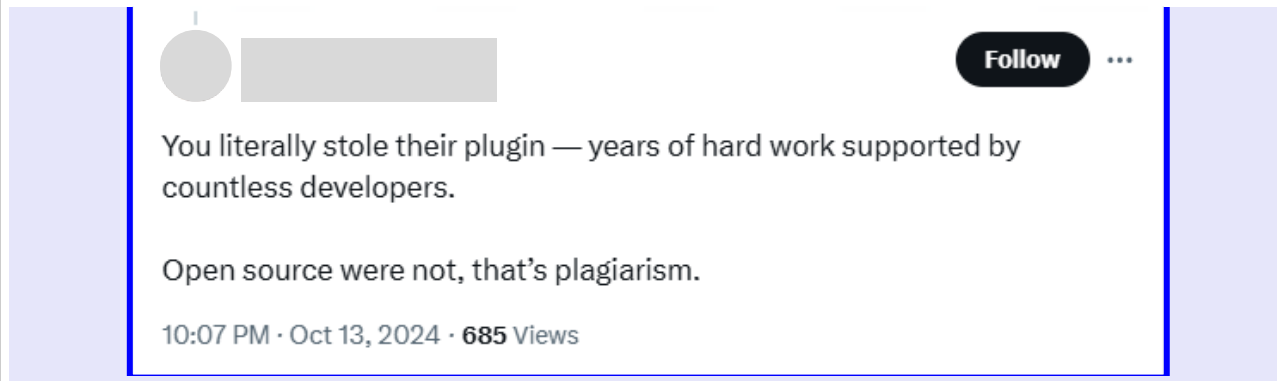 Follow
You literally stole their plugin — years of hard work supported by
countless developers.
Open source were not, that’s plagiarism.
10:07 PM · Oct 13, 2024 · 685 Views